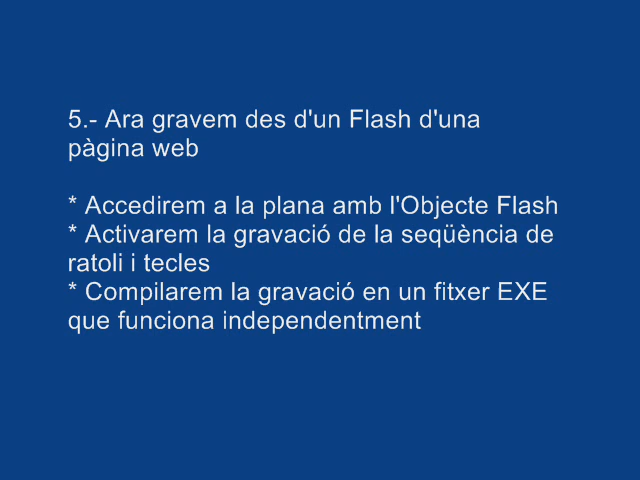 5.- Ara gravem des d'un Flash d'una
pàgina web
* Accedirem a la plana amb l'Objecte Flash
* Activarem la gravació de la seqüència de
ratoli i tecles
* Compilarem la gravació en un fitxer EXE
que funciona independentment